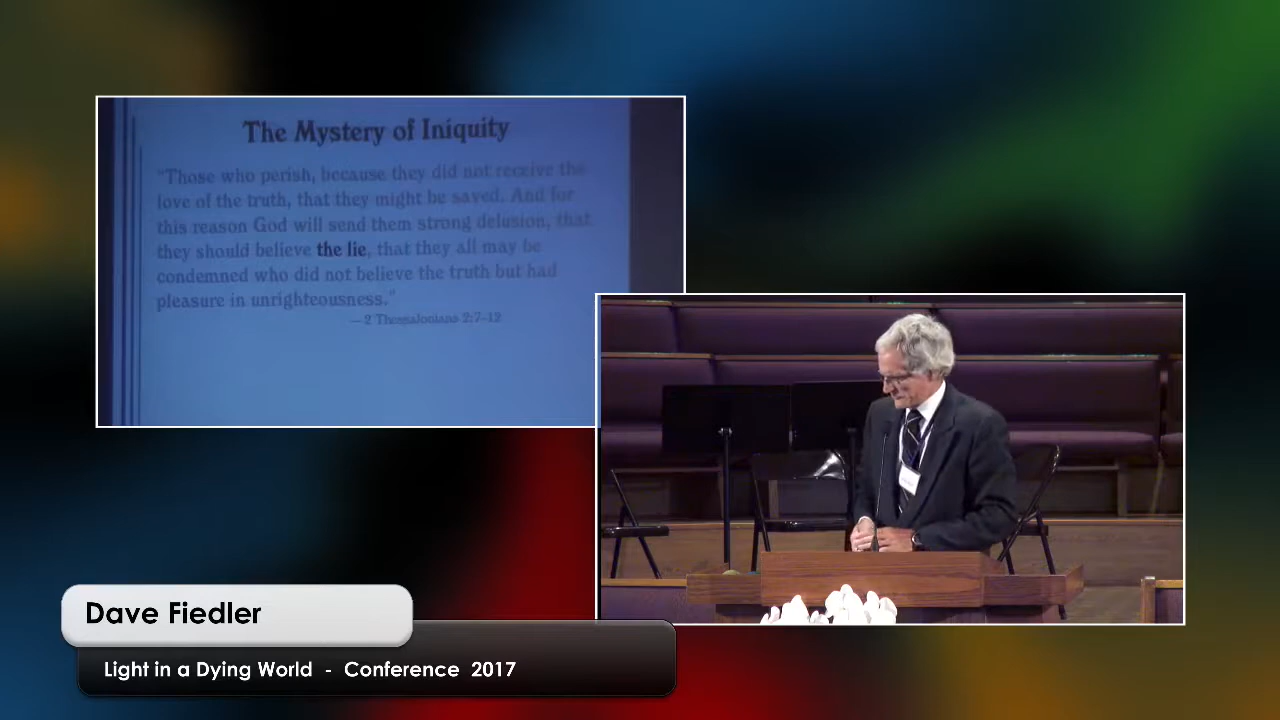 The Mystery of Iniquity
"Those who perish, because they did not receive the
love of the truth, that they might be saved. And for
this reason God will send them strong delusion, that
they should believe the lie, that they all may be
condemned who did not believe the truth but had
pleasure in unrighteousness."
—2 Thessalonians 2:7-12
Dave Fiedler
Light in a Dying World - Conference 2017